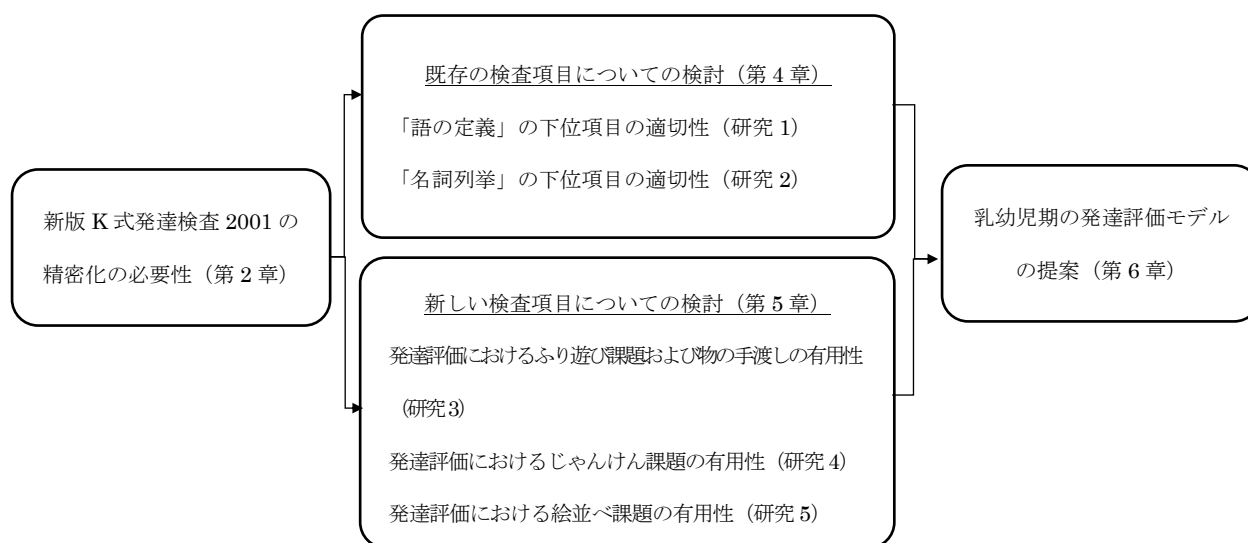 新版 K 式発達検査 2001 の
精密化の必要性（第 2 章）
既存の検査項目についての検討（第 4 章）
「語の定義」の下位項目の適切性（研究 1）
「名詞列挙」の下位項目の適切性（研究 2）
新しい検査項目についての検討（第 5 章）
発達評価におけるふり遊び課題および物の手渡しの有用性
（研究 3）
発達評価におけるじゃんけん課題の有用性（研究 4）
発達評価における絵並べ課題の有用性（研究 5）
乳幼児期の発達評価モデル
の提案（第 6 章）